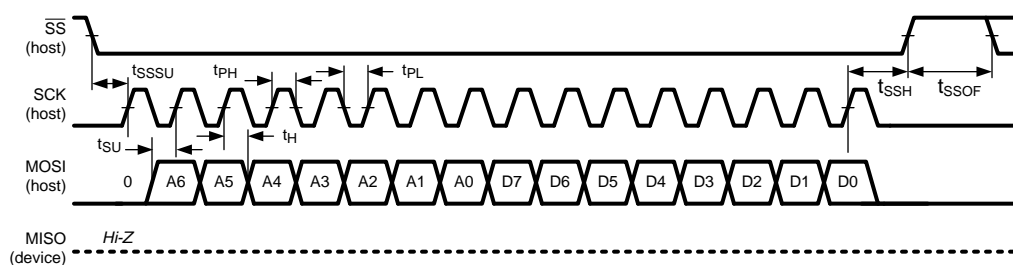 SS
(host)
tSSSU
tPH
tPL
tSSH
tSSOF
SCK
(host)
tSU
tH
MOSI
(host)
0 A6 A5 A4 A3 A2 A1 A0 D7 D6 D5 D4 D3 D2 D1 D0
MISO
(device)
Hi-Z